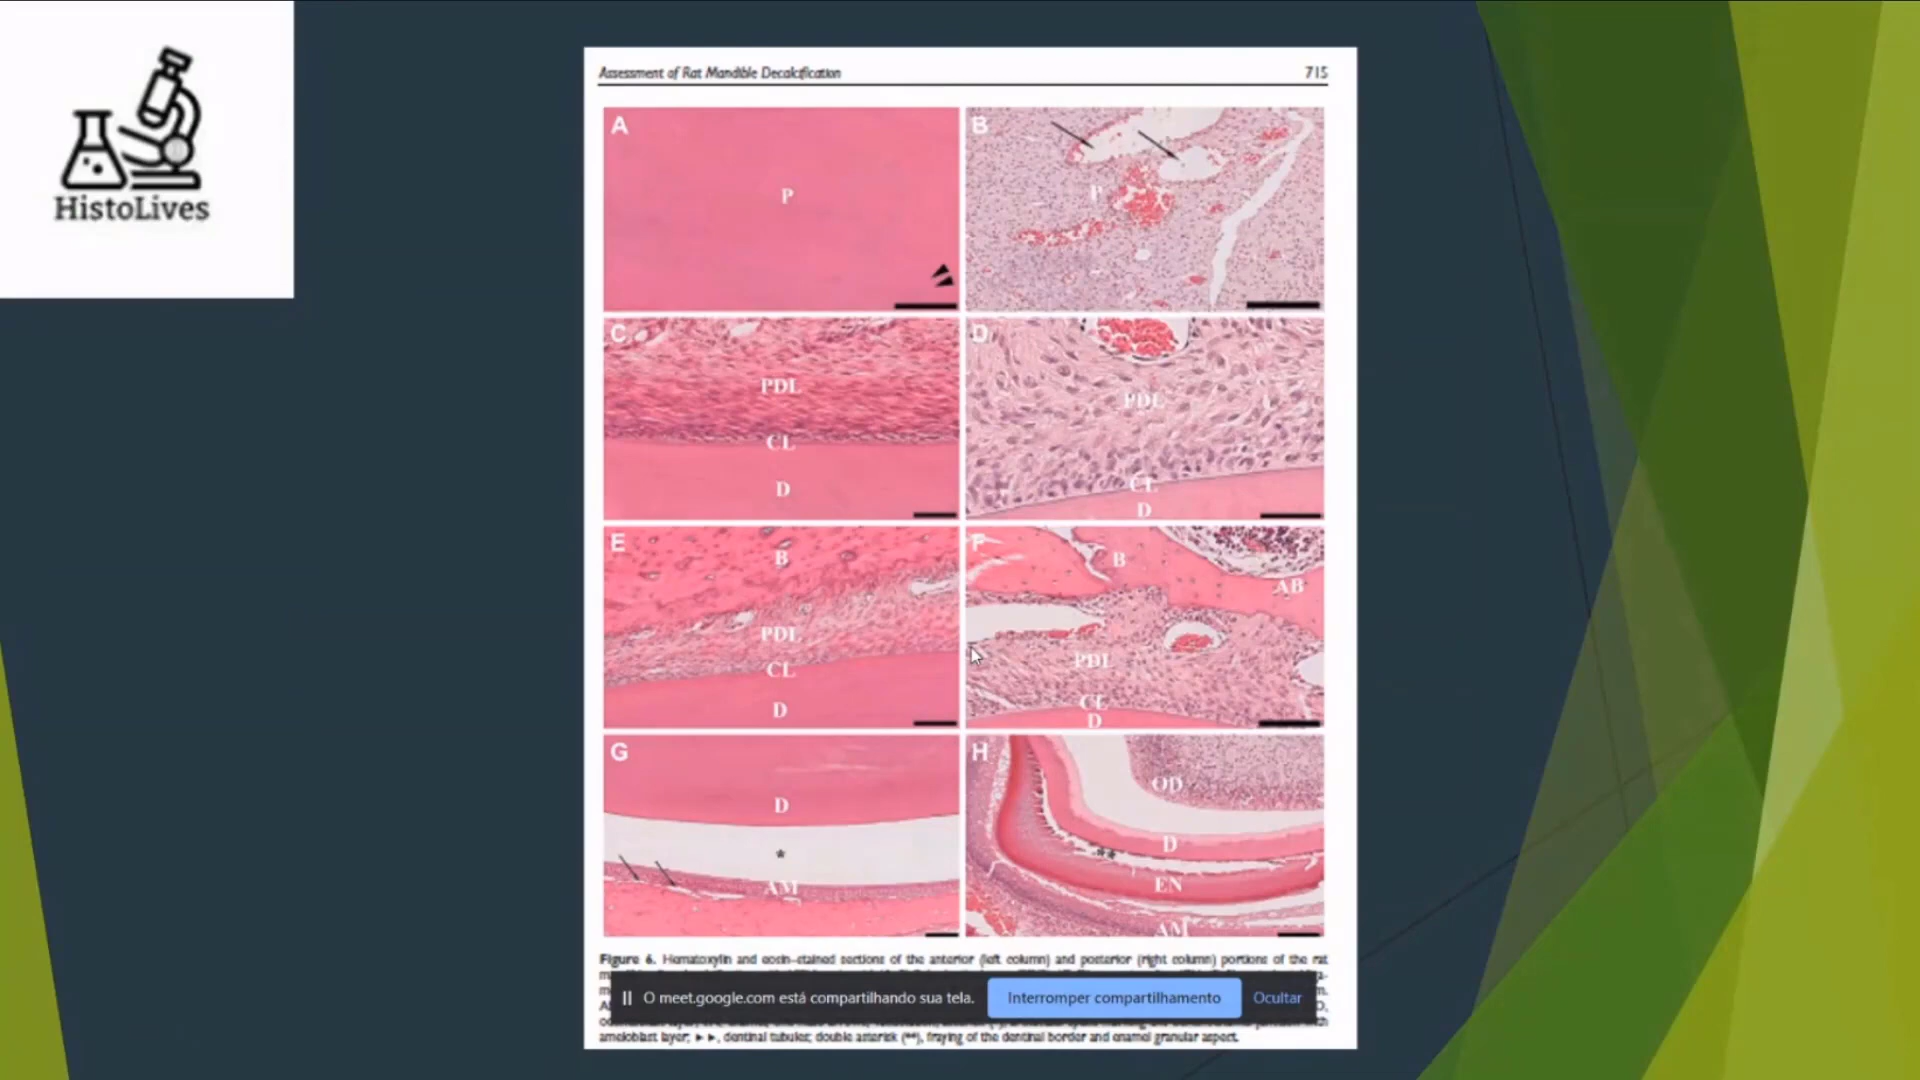 HistoLives
Assessment of Rat Mandible Decalcification 715
A
P
B
P
C
PDL
CL
D
D
PDL
CL
D
E
B
PDL
CL
D
F
B
AB
PDL
CL
D
G
D
*
AM
H
OD
D
**
EN
AM
Figure 6. Hematoxylin and eosin–stained sections of the anterior (left column) and posterior (right column) portions of the rat
O meet.google.com está compartilhando sua tela. Interromper compartilhamento Ocultar
ameloblast layer; ►►, dentinal tubules; double asterisk (**), fraying of the dentinal border and enamel granular aspect.